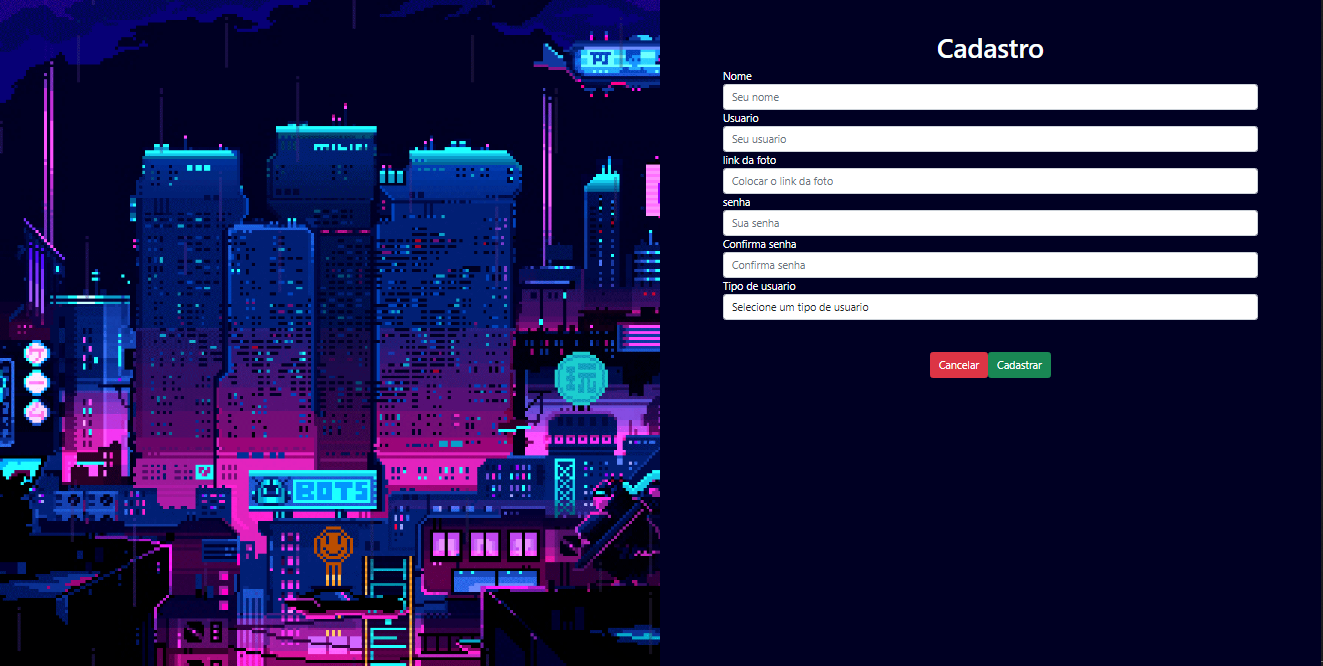 BOTS
Cadastro
Nome
Seu nome
Usuario
Seu usuario
link da foto
Colocar o link da foto
senha
Sua senha
Confirma senha
Confirma senha
Tipo de usuario
Selecione um tipo de usuario
Cancelar
Cadastrar